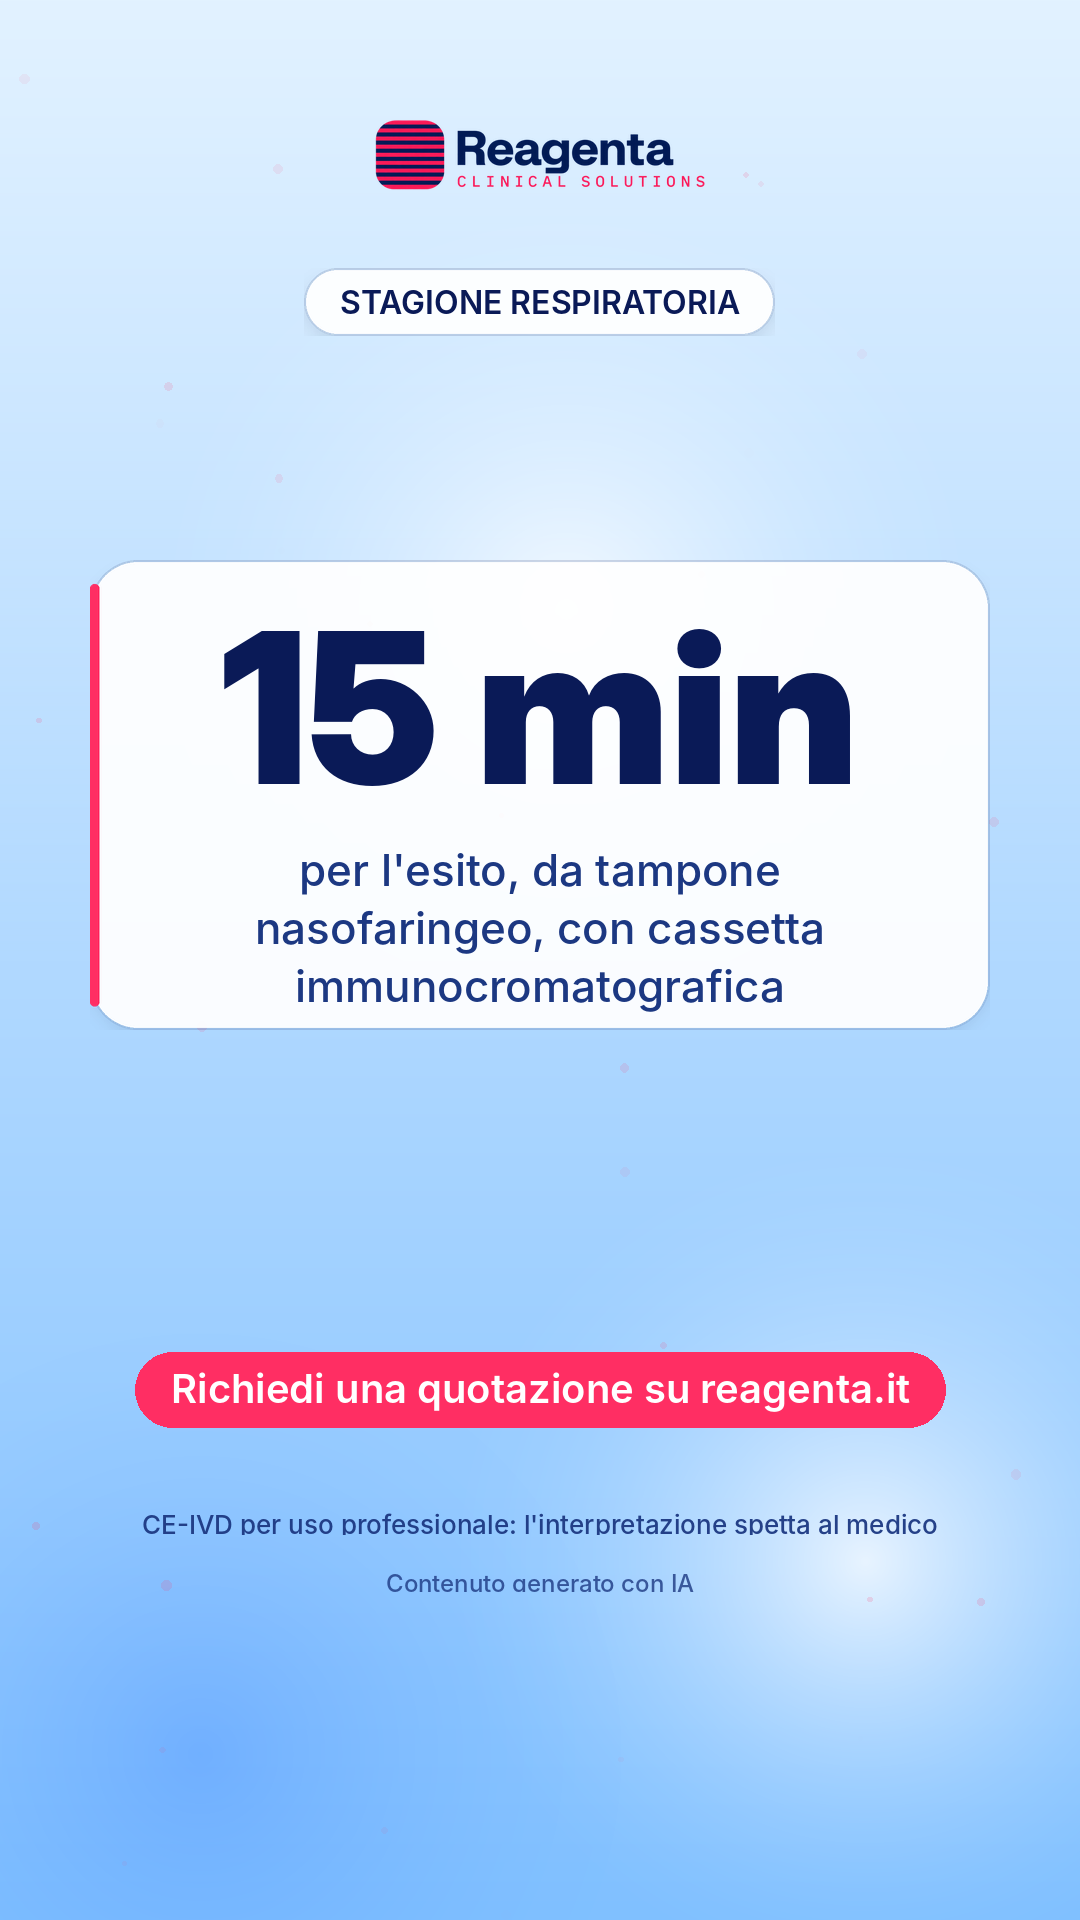 Reagenta
CLINICAL SOLUTIONS
STAGIONE RESPIRATORIA
15 min
per l'esito, da tampone
nasofaringeo, con cassetta
immunocromatografica
Richiedi una quotazione su reagenta.it
CE-IVD per uso professionale: l'interpretazione spetta al medico
Contenuto generato con IA